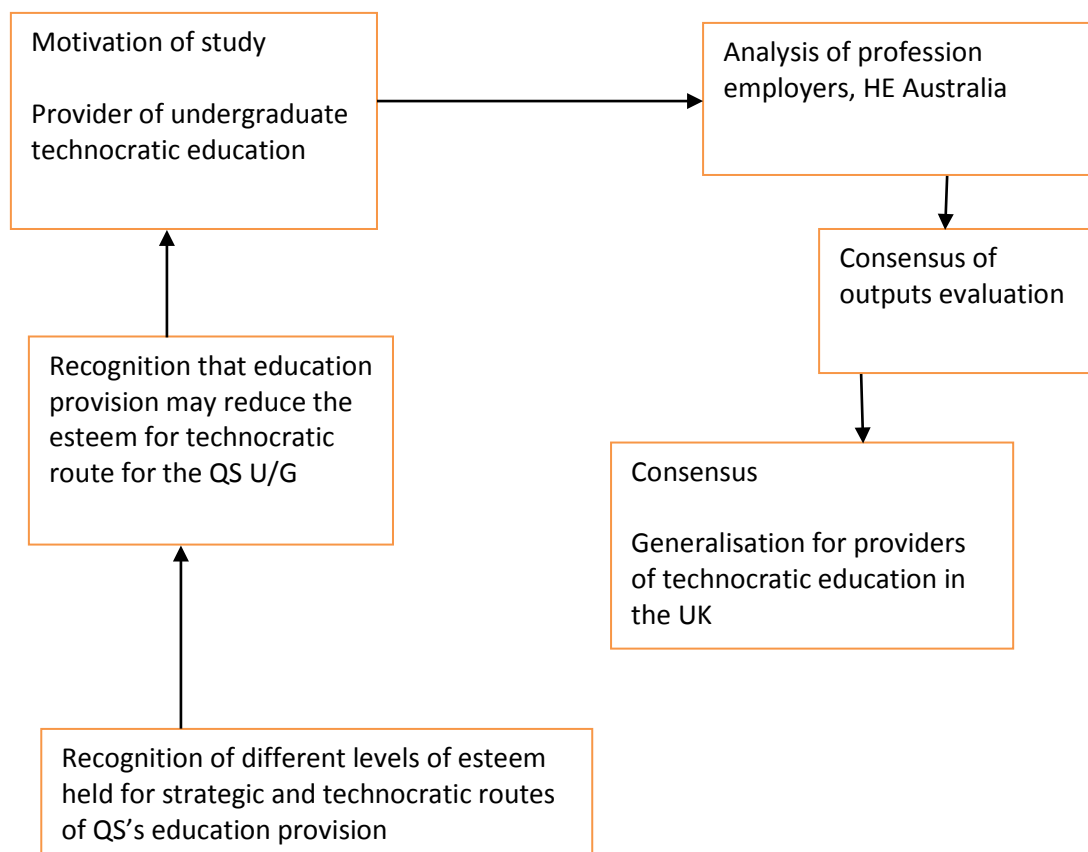 Motivation of study
Provider of undergraduate
technocratic education
Analysis of profession
employers, HE Australia
Consensus of
outputs evaluation
Recognition that education
provision may reduce the
esteem for technocratic
route for the QS U/G
Consensus
Generalisation for providers
of technocratic education in
the UK
Recognition of different levels of esteem
held for strategic and technocratic routes
of QS’s education provision